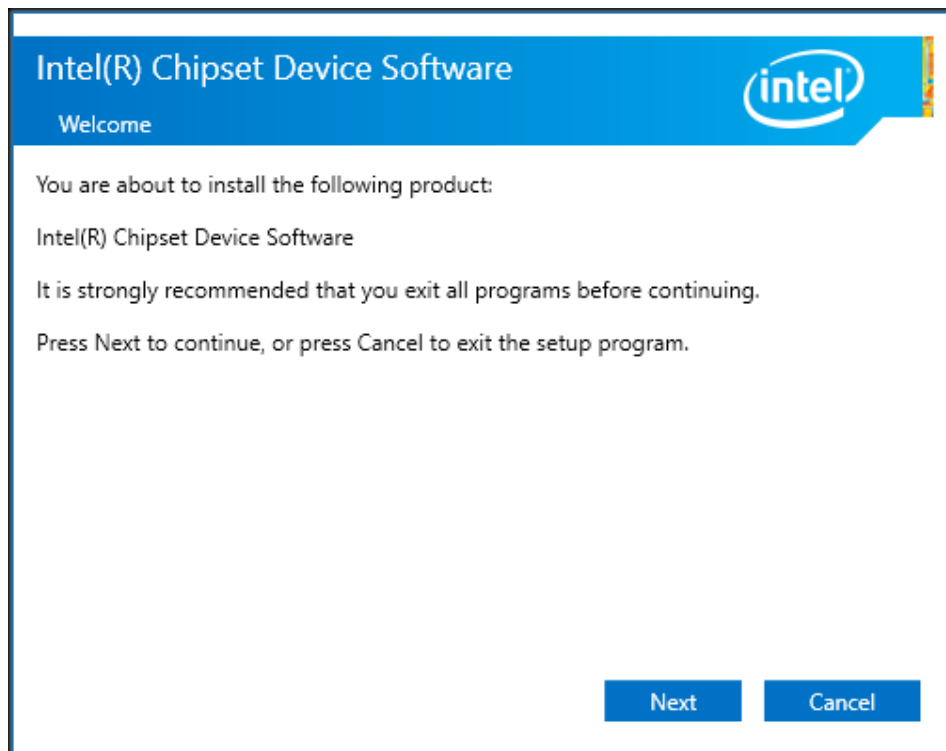 Intel(R) Chipset Device Software
intel
Welcome
You are about to install the following product:
Intel(R) Chipset Device Software
It is strongly recommended that you exit all programs before continuing.
Press Next to continue, or press Cancel to exit the setup program.
Next
Cancel